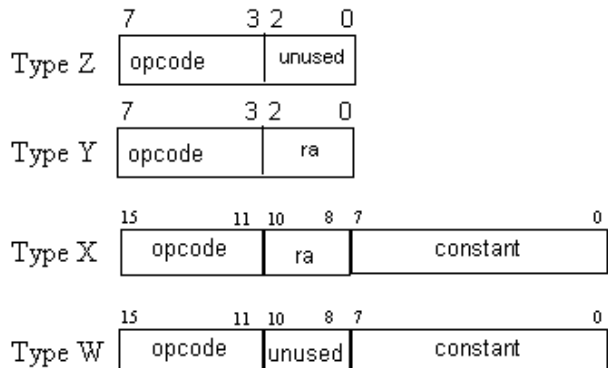 7 3 2 0
Type Z opcode unused
7 3 2 0
Type Y opcode ra
15 11 10 8 7 0
Type X opcode ra constant
15 11 10 8 7 0
Type W opcode unused constant